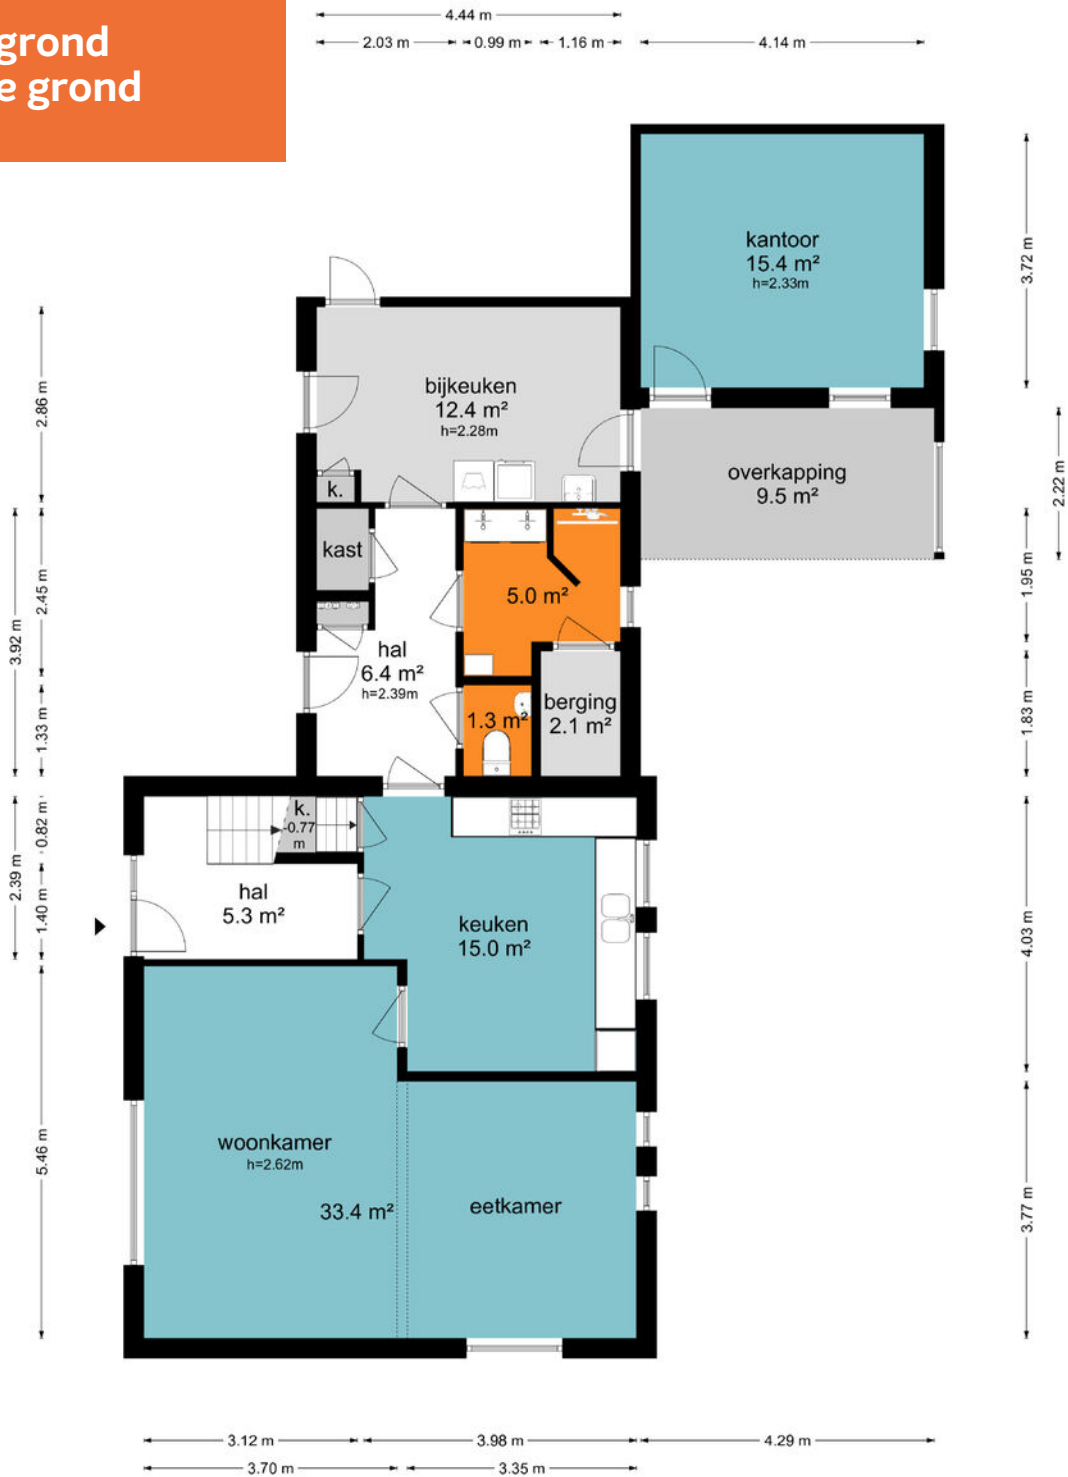 grond
e grond
4.44 m
2.03 m
0.99 m
1.16 m
4.14 m
kantoor
15.4 m²
h=2.33m
3.72 m
bijkeuken
12.4 m²
h=2.28m
2.86 m
k.
overkapping
9.5 m²
2.22 m
kast
5.0 m²
1.95 m
2.45 m
3.92 m
hal
6.4 m²
h=2.39m
berging
2.1 m²
1.3 m²
1.83 m
1.33 m
k.
-0.77
m
0.82 m
2.39 m
1.40 m
hal
5.3 m²
keuken
15.0 m²
4.03 m
woonkamer
h=2.62m
33.4 m²
eetkamer
5.46 m
3.77 m
3.12 m
3.98 m
4.29 m
3.70 m
3.35 m